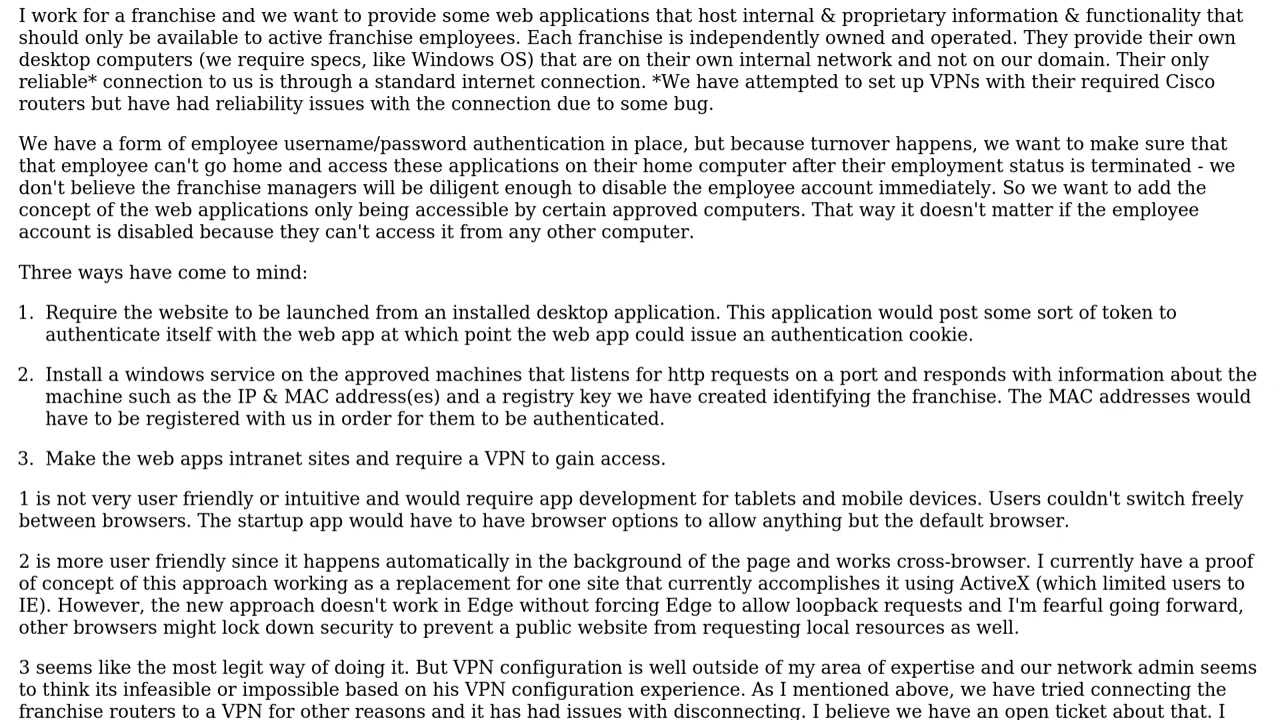 I work for a franchise and we want to provide some web applications that host internal & proprietary information & functionality that
should only be available to active franchise employees. Each franchise is independently owned and operated. They provide their own
desktop computers (we require specs, like Windows OS) that are on their own internal network and not on our domain. Their only
reliable* connection to us is through a standard internet connection. *We have attempted to set up VPNs with their required Cisco
routers but have had reliability issues with the connection due to some bug.
We have a form of employee username/password authentication in place, but because turnover happens, we want to make sure that
that employee can't go home and access these applications on their home computer after their employment status is terminated - we
don't believe the franchise managers will be diligent enough to disable the employee account immediately. So we want to add the
concept of the web applications only being accessible by certain approved computers. That way it doesn't matter if the employee
account is disabled because they can't access it from any other computer.
Three ways have come to mind:
1. Require the website to be launched from an installed desktop application. This application would post some sort of token to
authenticate itself with the web app at which point the web app could issue an authentication cookie.
2. Install a windows service on the approved machines that listens for http requests on a port and responds with information about the
machine such as the IP & MAC address(es) and a registry key we have created identifying the franchise. The MAC addresses would
have to be registered with us in order for them to be authenticated.
3. Make the web apps intranet sites and require a VPN to gain access.
1 is not very user friendly or intuitive and would require app development for tablets and mobile devices. Users couldn't switch freely
between browsers. The startup app would have to have browser options to allow anything but the default browser.
2 is more user friendly since it happens automatically in the background of the page and works cross-browser. I currently have a proof
of concept of this approach working as a replacement for one site that currently accomplishes it using ActiveX (which limited users to
IE). However, the new approach doesn't work in Edge without forcing Edge to allow loopback requests and I'm fearful going forward,
other browsers might lock down security to prevent a public website from requesting local resources as well.
3 seems like the most legit way of doing it. But VPN configuration is well outside of my area of expertise and our network admin seems
to think its infeasible or impossible based on his VPN configuration experience. As I mentioned above, we have tried connecting the
franchise routers to a VPN for other reasons and it has had issues with disconnecting. I believe we have an open ticket about that. I